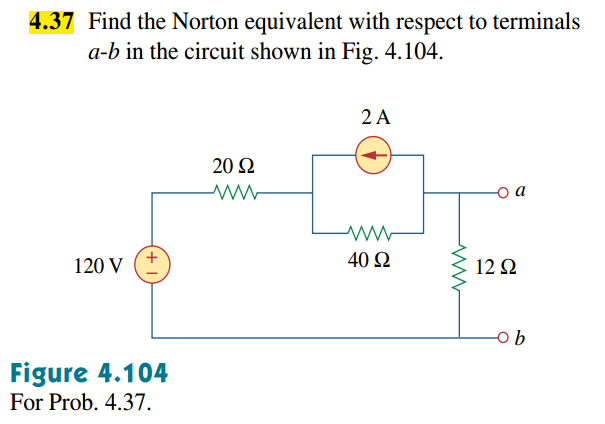 4.37 Find the Norton equivalent with respect to terminals
a-b in the circuit shown in Fig. 4.104.
2 A
20 Ω
a
+
−
120 V
40 Ω
12 Ω
b
Figure 4.104
For Prob. 4.37.